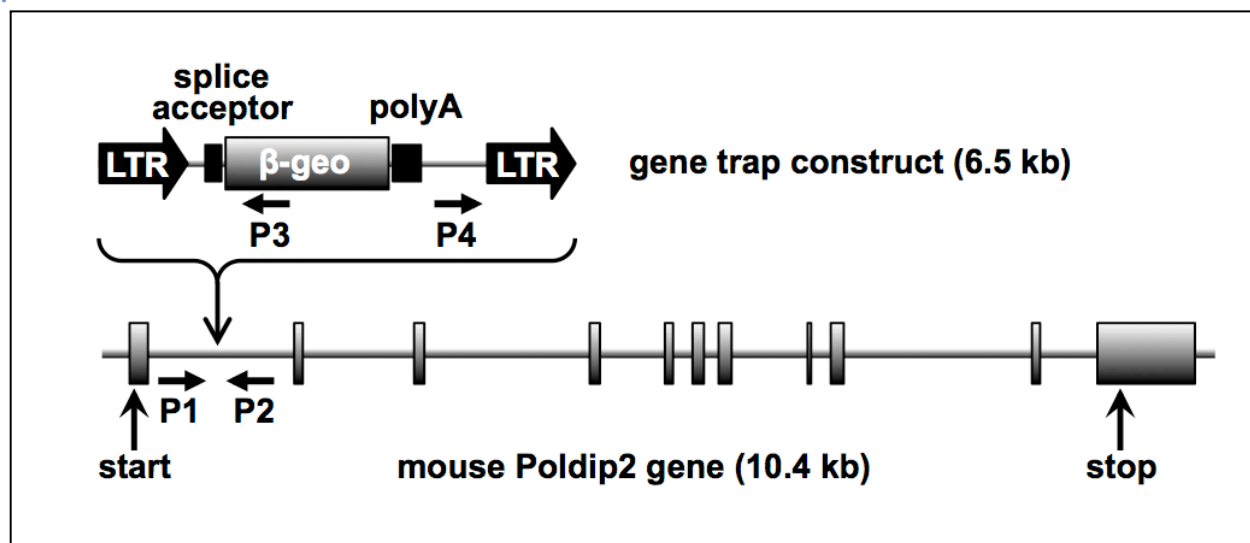 splice
acceptor
polyA
LTR
β-geo
LTR
gene trap construct (6.5 kb)
P3
P4
P1
P2
start
mouse Poldip2 gene (10.4 kb)
stop